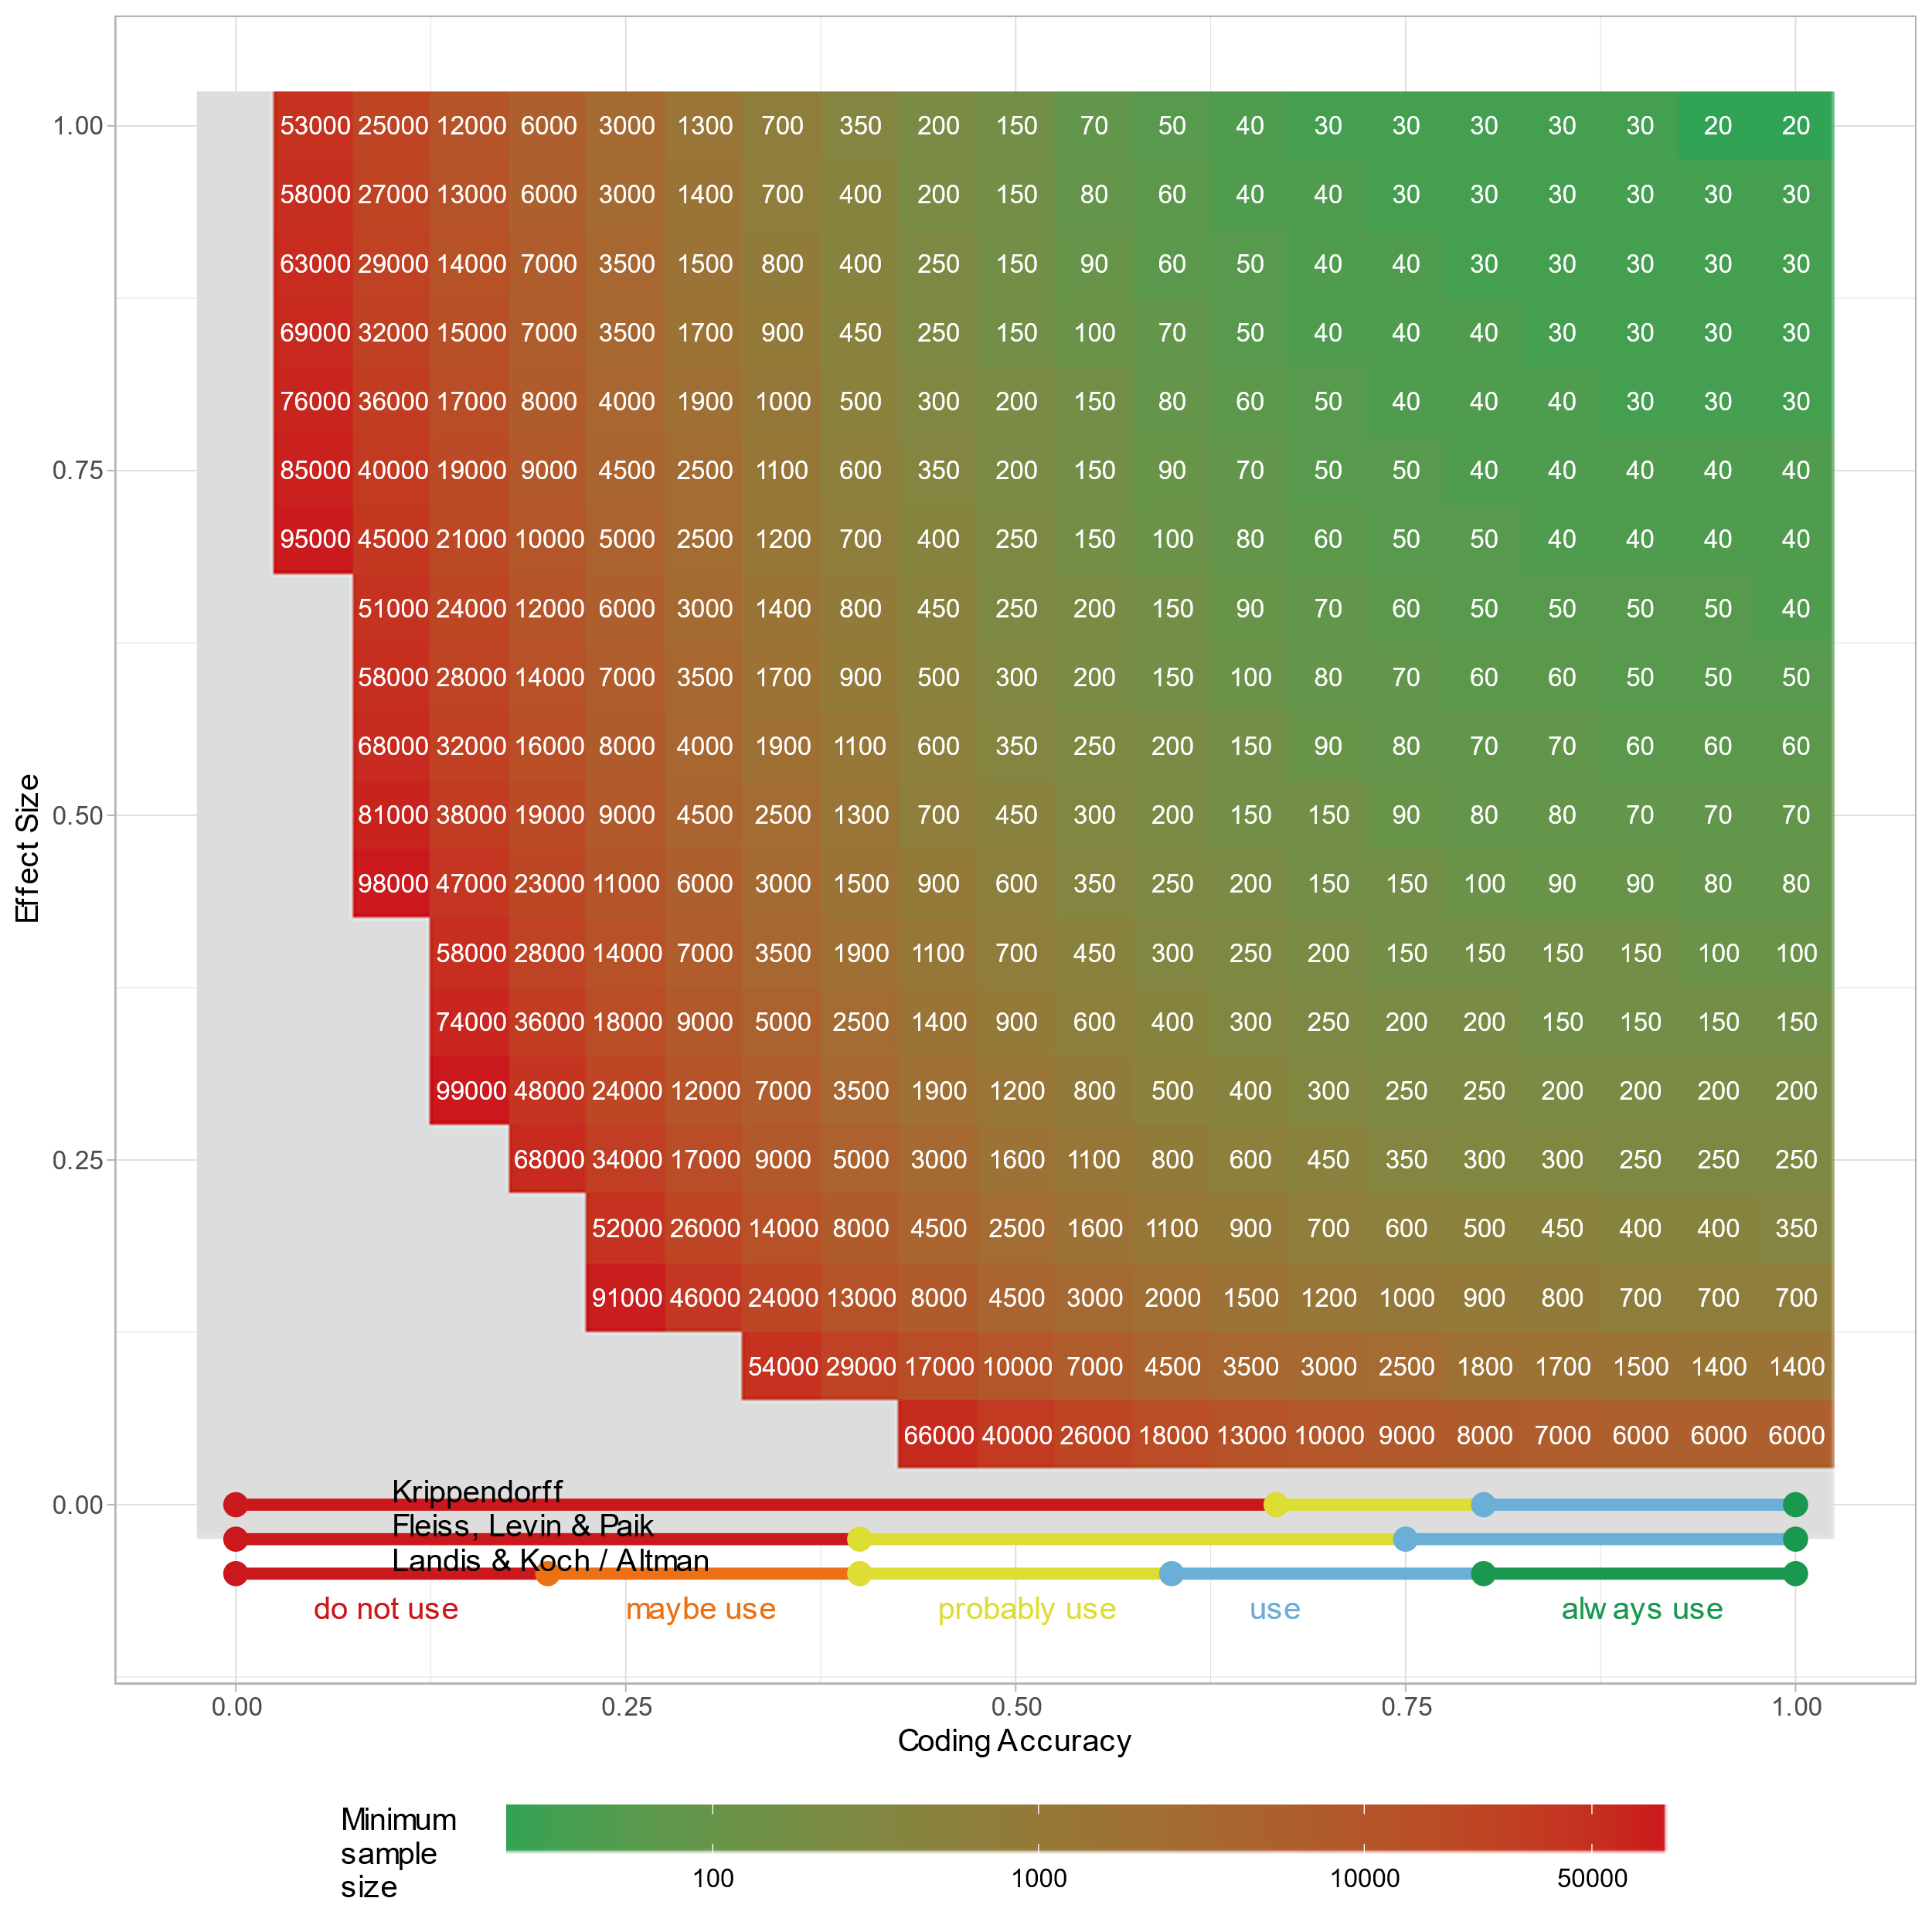 1.00 53000 25000 12000 6000 3000 1300 700 350 200 150 70 50 40 30 30 30 30 30 20 20
58000 27000 13000 6000 3000 1400 700 400 200 150 80 60 40 40 30 30 30 30 30 30
63000 29000 14000 7000 3500 1500 800 400 250 150 90 60 50 40 40 30 30 30 30 30
69000 32000 15000 7000 3500 1700 900 450 250 150 100 70 50 40 40 40 30 30 30 30
76000 36000 17000 8000 4000 1900 1000 500 300 200 150 80 60 50 40 40 40 30 30 30
0.75 85000 40000 19000 9000 4500 2500 1100 600 350 200 150 90 70 50 50 40 40 40 40 40
95000 45000 21000 10000 5000 2500 1200 700 400 250 150 100 80 60 50 50 40 40 40 40
51000 24000 12000 6000 3000 1400 800 450 250 200 150 90 70 60 50 50 50 50 40
58000 28000 14000 7000 3500 1700 900 500 300 200 150 100 80 70 60 60 50 50 50
68000 32000 16000 8000 4000 1900 1100 600 350 250 200 150 90 80 70 70 60 60 60
0.50 81000 38000 19000 9000 4500 2500 1300 700 450 300 200 150 150 90 80 80 70 70 70
98000 47000 23000 11000 6000 3000 1500 900 600 350 250 200 150 150 100 90 90 80 80
58000 28000 14000 7000 3500 1900 1100 700 450 300 250 200 150 150 150 150 100 100
74000 36000 18000 9000 5000 2500 1400 900 600 400 300 250 200 200 150 150 150 150
99000 48000 24000 12000 7000 3500 1900 1200 800 500 400 300 250 250 200 200 200 200
0.25 68000 34000 17000 9000 5000 3000 1600 1100 800 600 450 350 300 300 250 250 250
52000 26000 14000 8000 4500 2500 1600 1100 900 700 600 500 450 400 400 350
91000 46000 24000 13000 8000 4500 3000 2000 1500 1200 1000 900 800 700 700 700
54000 29000 17000 10000 7000 4500 3500 3000 2500 1800 1700 1500 1400 1400
66000 40000 26000 18000 13000 10000 9000 8000 7000 6000 6000 6000
Effect Size
0.00 Krippendorff
Fleiss, Levin & Paik
Landis & Koch / Altman
do not use maybe use probably use use always use
0.00 0.25 0.50 0.75 1.00
Coding Accuracy
Minimum
sample
size
100 1000 10000 50000